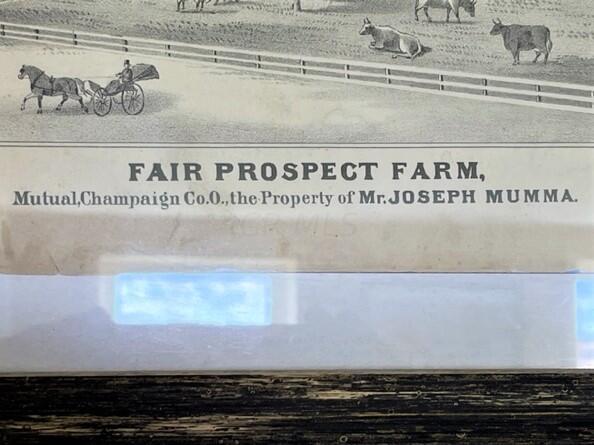 FAIR PROSPECT FARM,
Mutual,Champaign Co.O.,the Property of Mr.JOSEPH MUMMA.